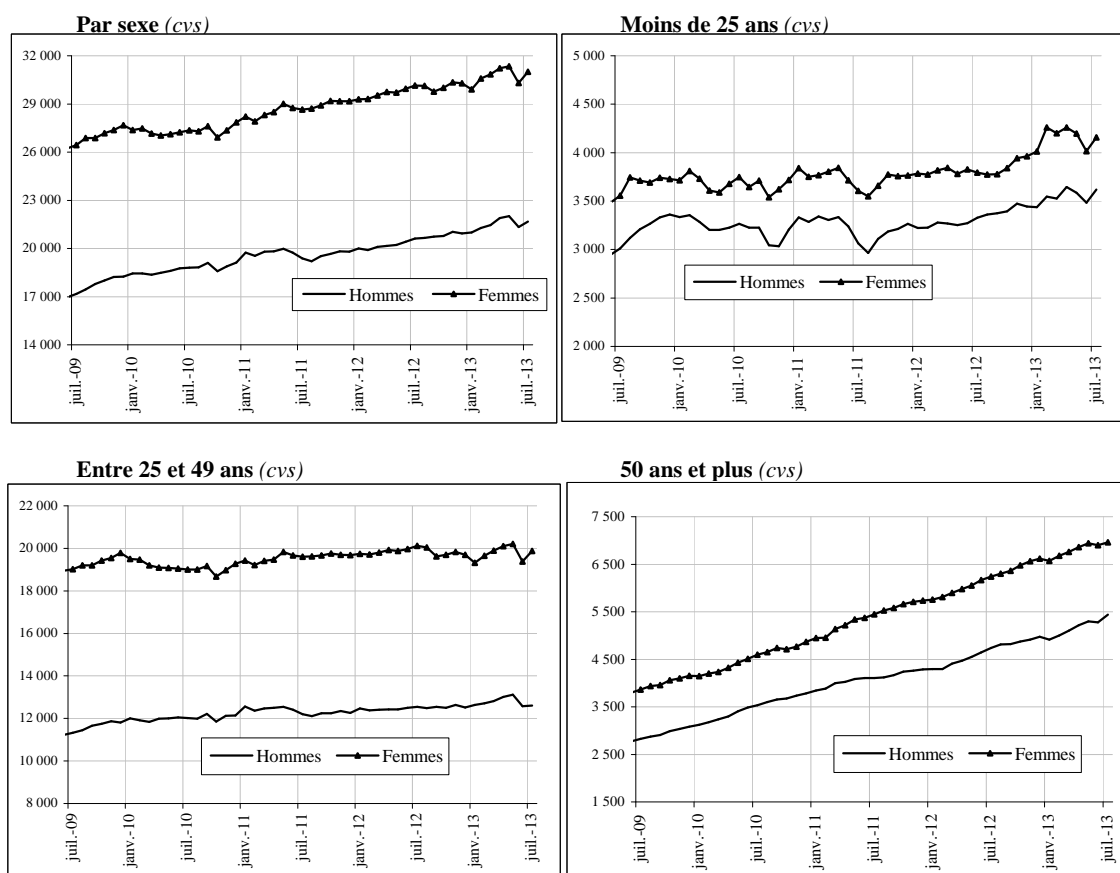 Par sexe (cvs)
32 000
29 000
26 000
23 000
20 000
17 000
14 000
Hommes Femmes
juil.-09
janv.-10
juil.-10
janv.-11
juil.-11
janv.-12
juil.-12
janv.-13
juil.-13
Moins de 25 ans (cvs)
5 000
4 500
4 000
3 500
3 000
2 500
2 000
Hommes Femmes
juil.-09
janv.-10
juil.-10
janv.-11
juil.-11
janv.-12
juil.-12
janv.-13
juil.-13
Entre 25 et 49 ans (cvs)
22 000
20 000
18 000
16 000
14 000
12 000
10 000
8 000
Hommes Femmes
juil.-09
janv.-10
juil.-10
janv.-11
juil.-11
janv.-12
juil.-12
janv.-13
juil.-13
50 ans et plus (cvs)
7 500
6 500
5 500
4 500
3 500
2 500
1 500
Hommes Femmes
juil.-09
janv.-10
juil.-10
janv.-11
juil.-11
janv.-12
juil.-12
janv.-13
juil.-13